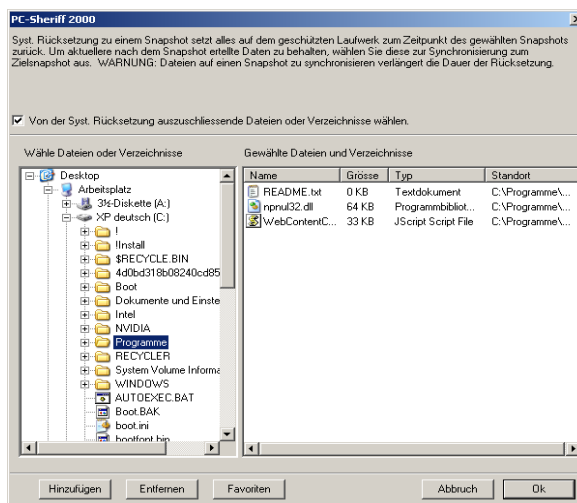 PC-Sheriff 2000
Syst. Rücksetzung zu einem Snapshot setzt alles auf dem geschützten Laufwerk zum Zeitpunkt des gewählten Snapshots
zurück. Um aktuellere nach dem Snapshot ertellte Daten zu behalten, wählen Sie diese zur Synchronisierung zum
Zielsnapshot aus. WARNUNG: Dateien auf einen Snapshot zu synchronisieren verlängert die Dauer der Rücksetzung.
Von der Syst. Rücksetzung auszuschliessende Dateien oder Verzeichnisse wählen.
Wähle Dateien oder Verzeichnisse
Desktop
Arbeitsplatz
3½-Diskette (A:)
XP deutsch (C:)
!
!Install
$RECYCLE.BIN
4d0bd318b08240cd85
Boot
Dokumente und Einste
Intel
NVIDIA
Programme
RECYCLER
System Volume Informa
WINDOWS
AUTOEXEC.BAT
Boot.BAK
boot.ini
bootfont.bin
Gewählte Dateien und Verzeichnisse
Name Grösse Typ Standort
README.txt 0 KB Textdokument C:\Programme\...
npnul32.dll 64 KB Programmbibliot... C:\Programme\...
WebContentC... 33 KB JScript Script File C:\Programme\...
Hinzufügen Entfernen Favoriten Abbruch Ok